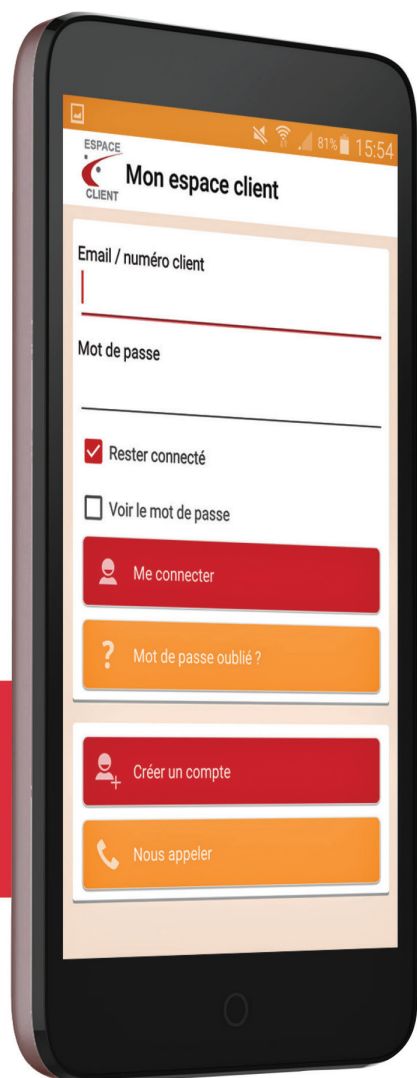 81% 15:54
ESPACE
CLIENT
Mon espace client
Email / numéro client
Mot de passe
Rester connecté
Voir le mot de passe
Me connecter
? Mot de passe oublié ?
Créer un compte
Nous appeler